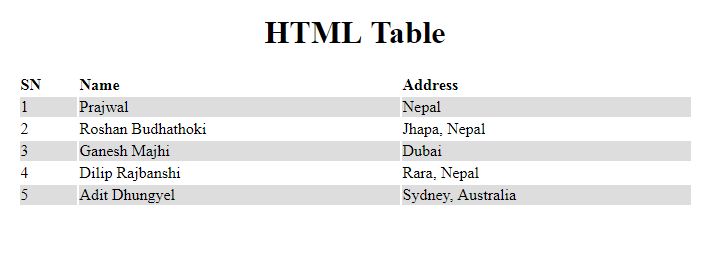 HTML Table
SN Name Address
1 Prajwal Nepal
2 Roshan Budhathoki Jhapa, Nepal
3 Ganesh Majhi Dubai
4 Dilip Rajbanshi Rara, Nepal
5 Adit Dhungyel Sydney, Australia